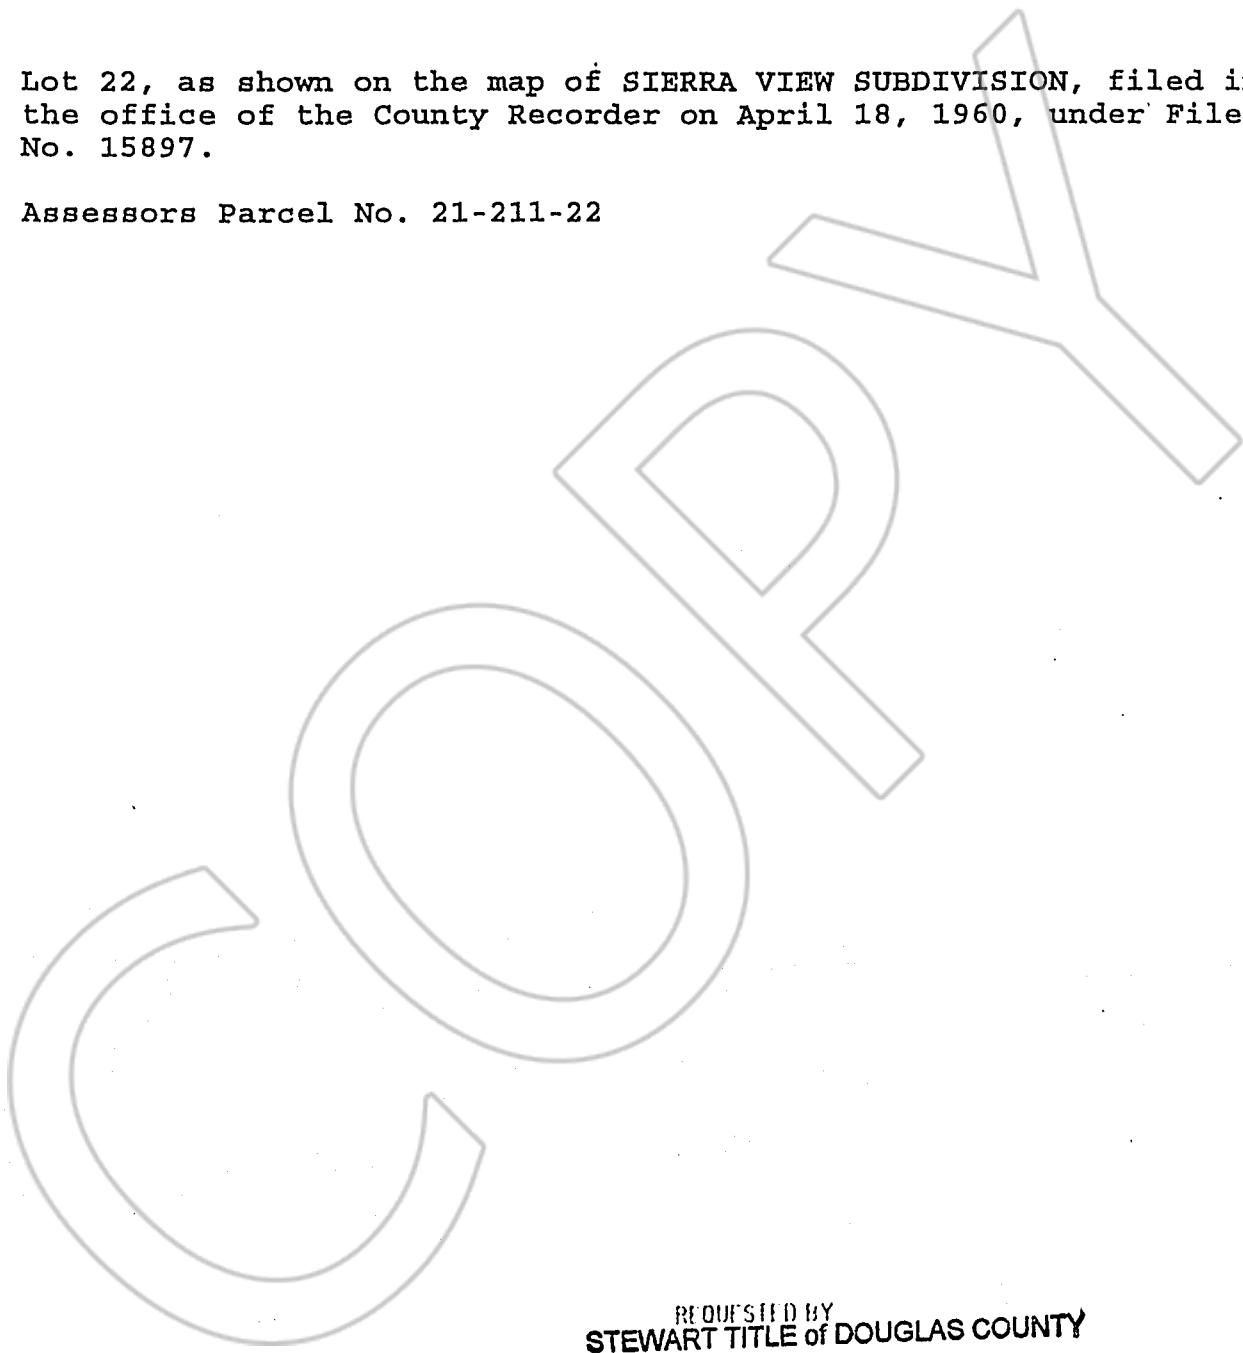 Lot 22, as shown on the map of SIERRA VIEW SUBDIVISION, filed i
the office of the County Recorder on April 18, 1960, under File
No. 15897.
Assessors Parcel No. 21-211-22
COPY
REQUESTED BY
STEWART TITLE of DOUGLAS COUNTY